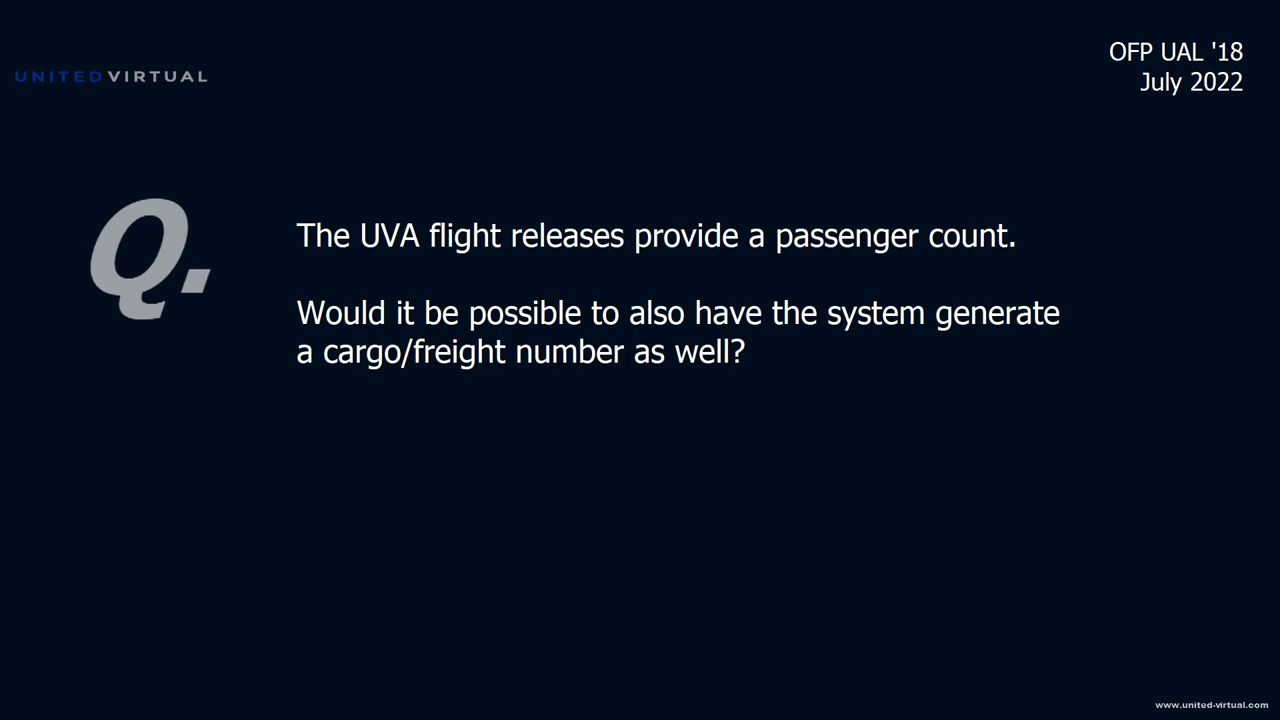 UNITEDVIRTUAL
OFP UAL '18
July 2022
Q.
The UVA flight releases provide a passenger count.
Would it be possible to also have the system generate
a cargo/freight number as well?
www.united-virtual.com